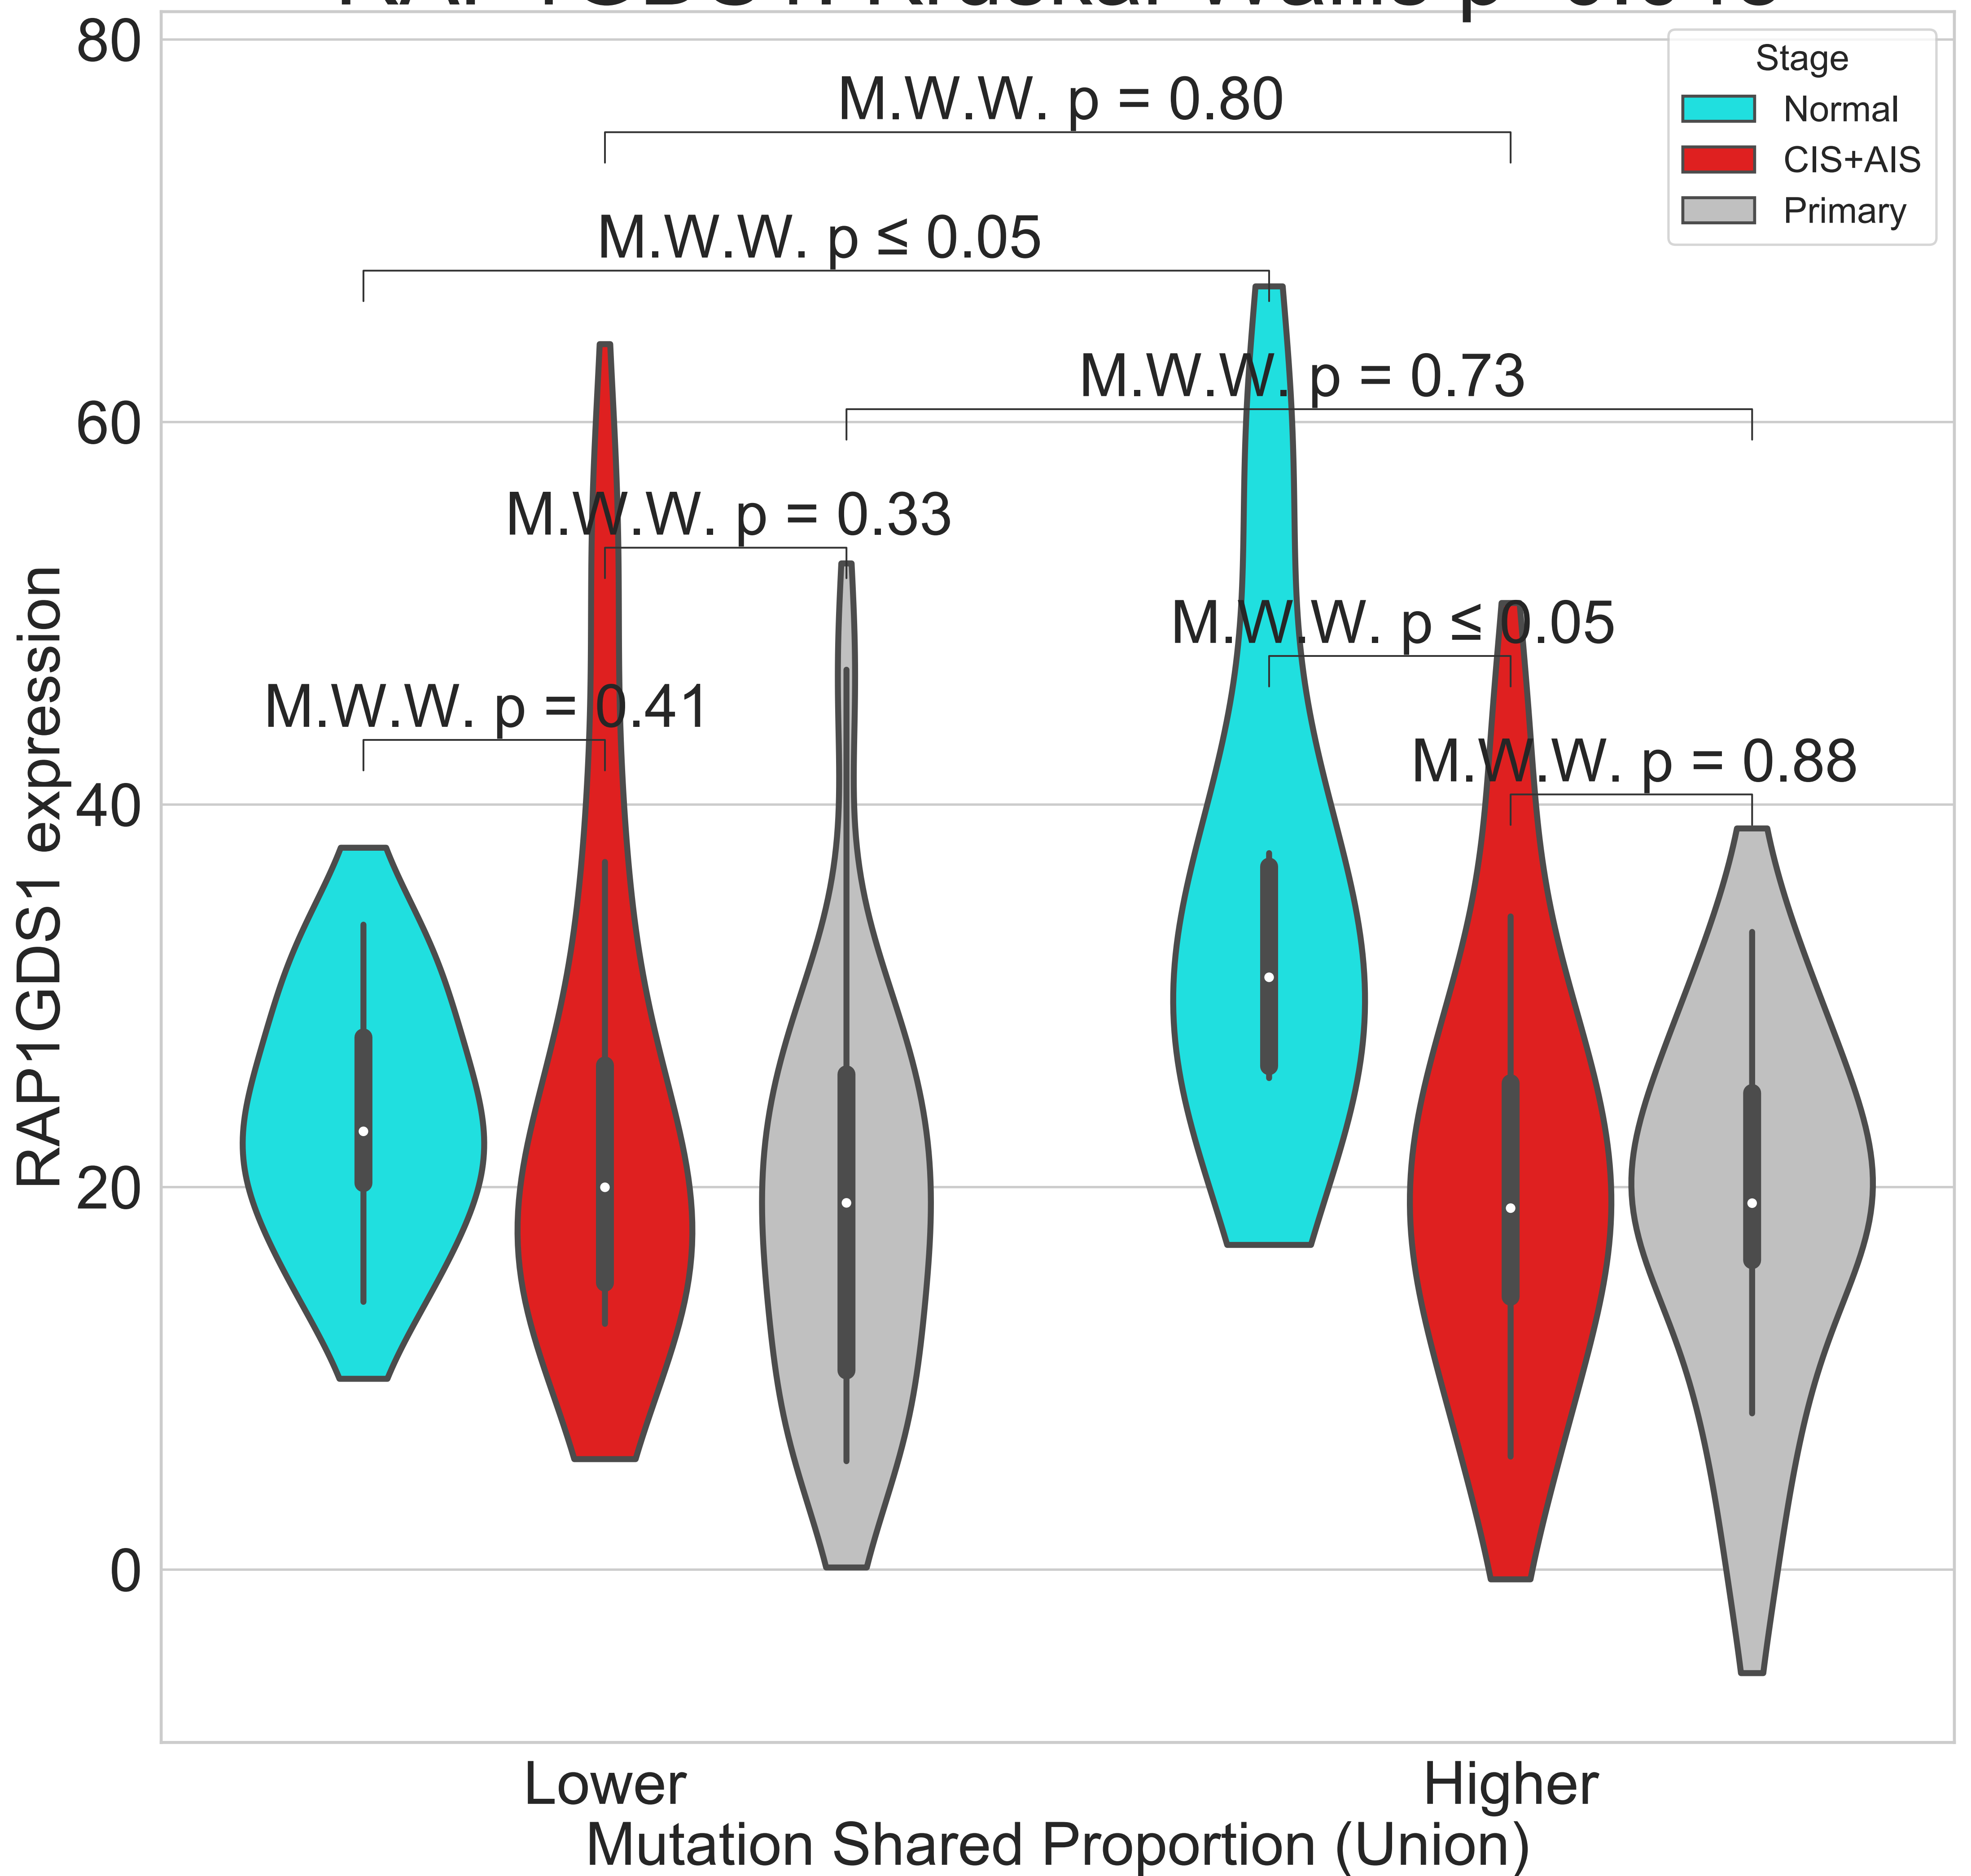 80
60
40
20
0
RAP1GDS1 expression
Stage
Normal
CIS+AIS
Primary
M.W.W. p = 0.80
M.W.W. p ≤ 0.05
M.W.W. p = 0.73
M.W.W. p = 0.33
M.W.W. p ≤ 0.05
M.W.W. p = 0.41
M.W.W. p = 0.88
Lower
Higher
Mutation Shared Proportion (Union)